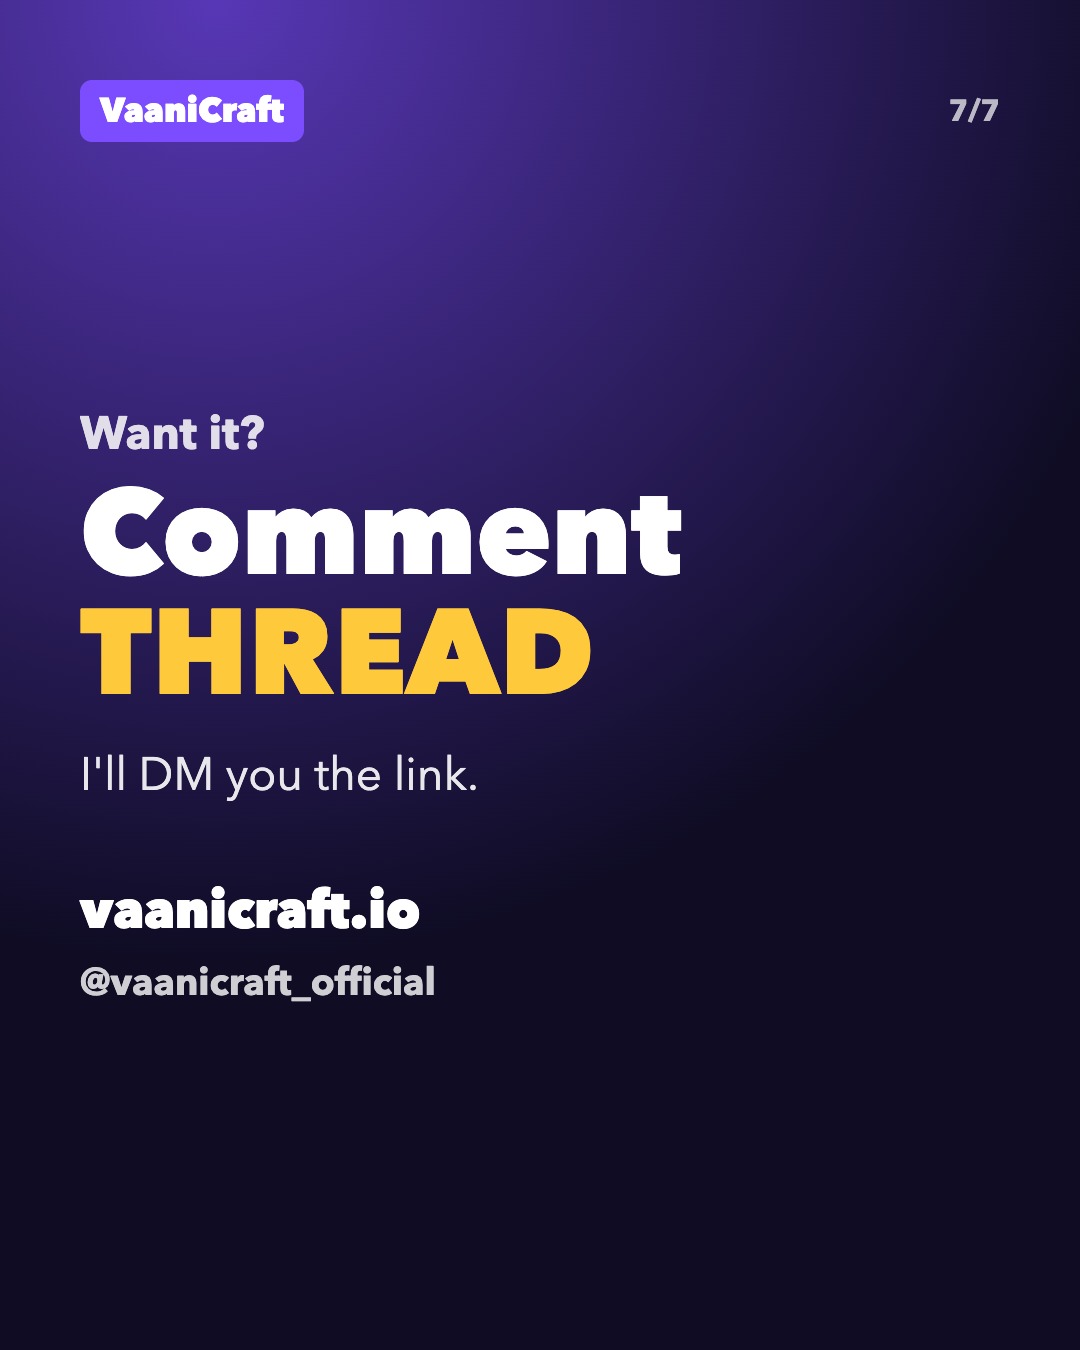 VaaniCraft
7/7
Want it?
Comment
THREAD
I'll DM you the link.
vaanicraft.io
@vaanicraft_official